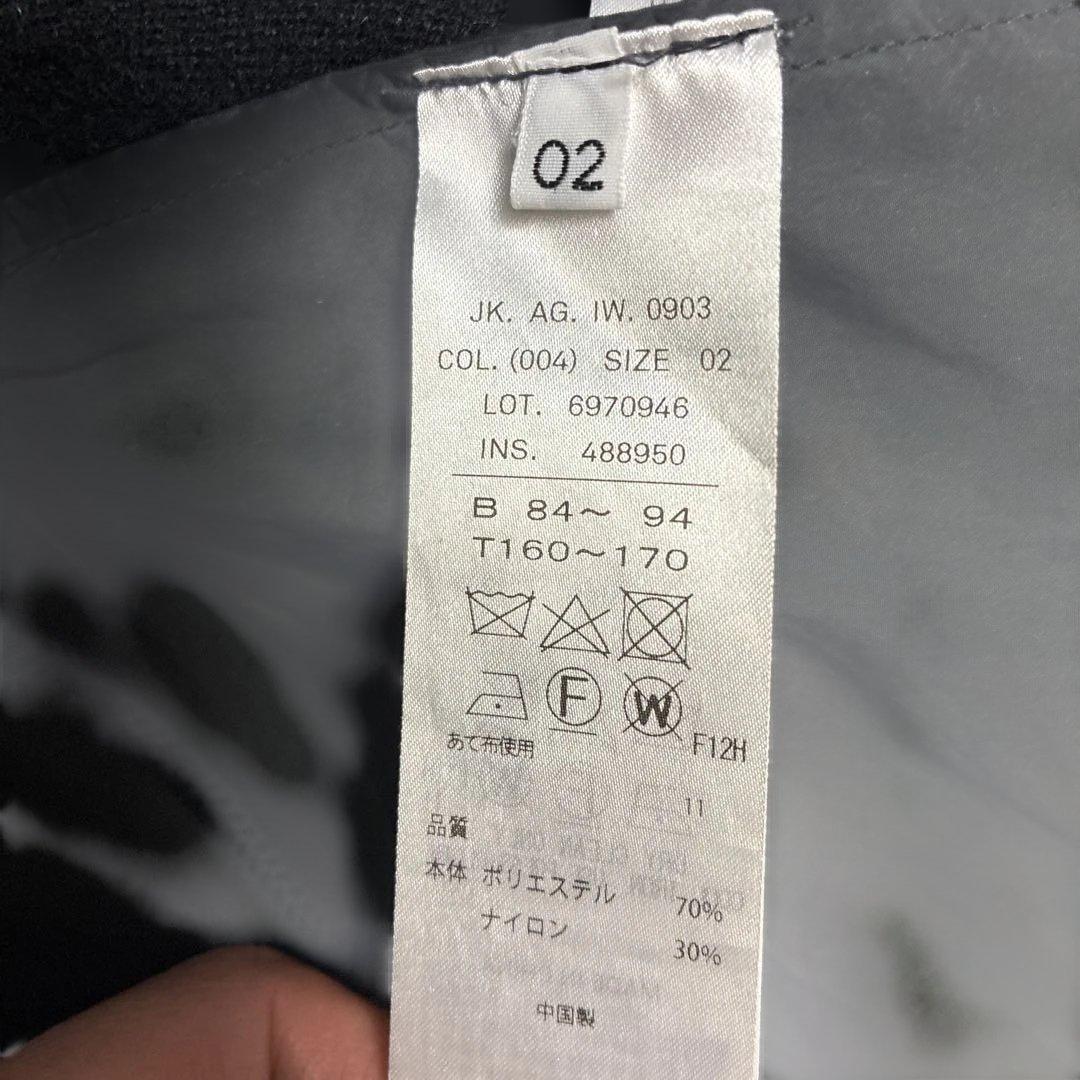 02
JK. AG. IW. 0903
COL. (004) SIZE 02
LOT. 6970946
INS. 488950
B 84〜 94
T160〜170
F W
あて布使用 F12H
11
品質
本体 ポリエステル 70%
ナイロン 30%
中国製